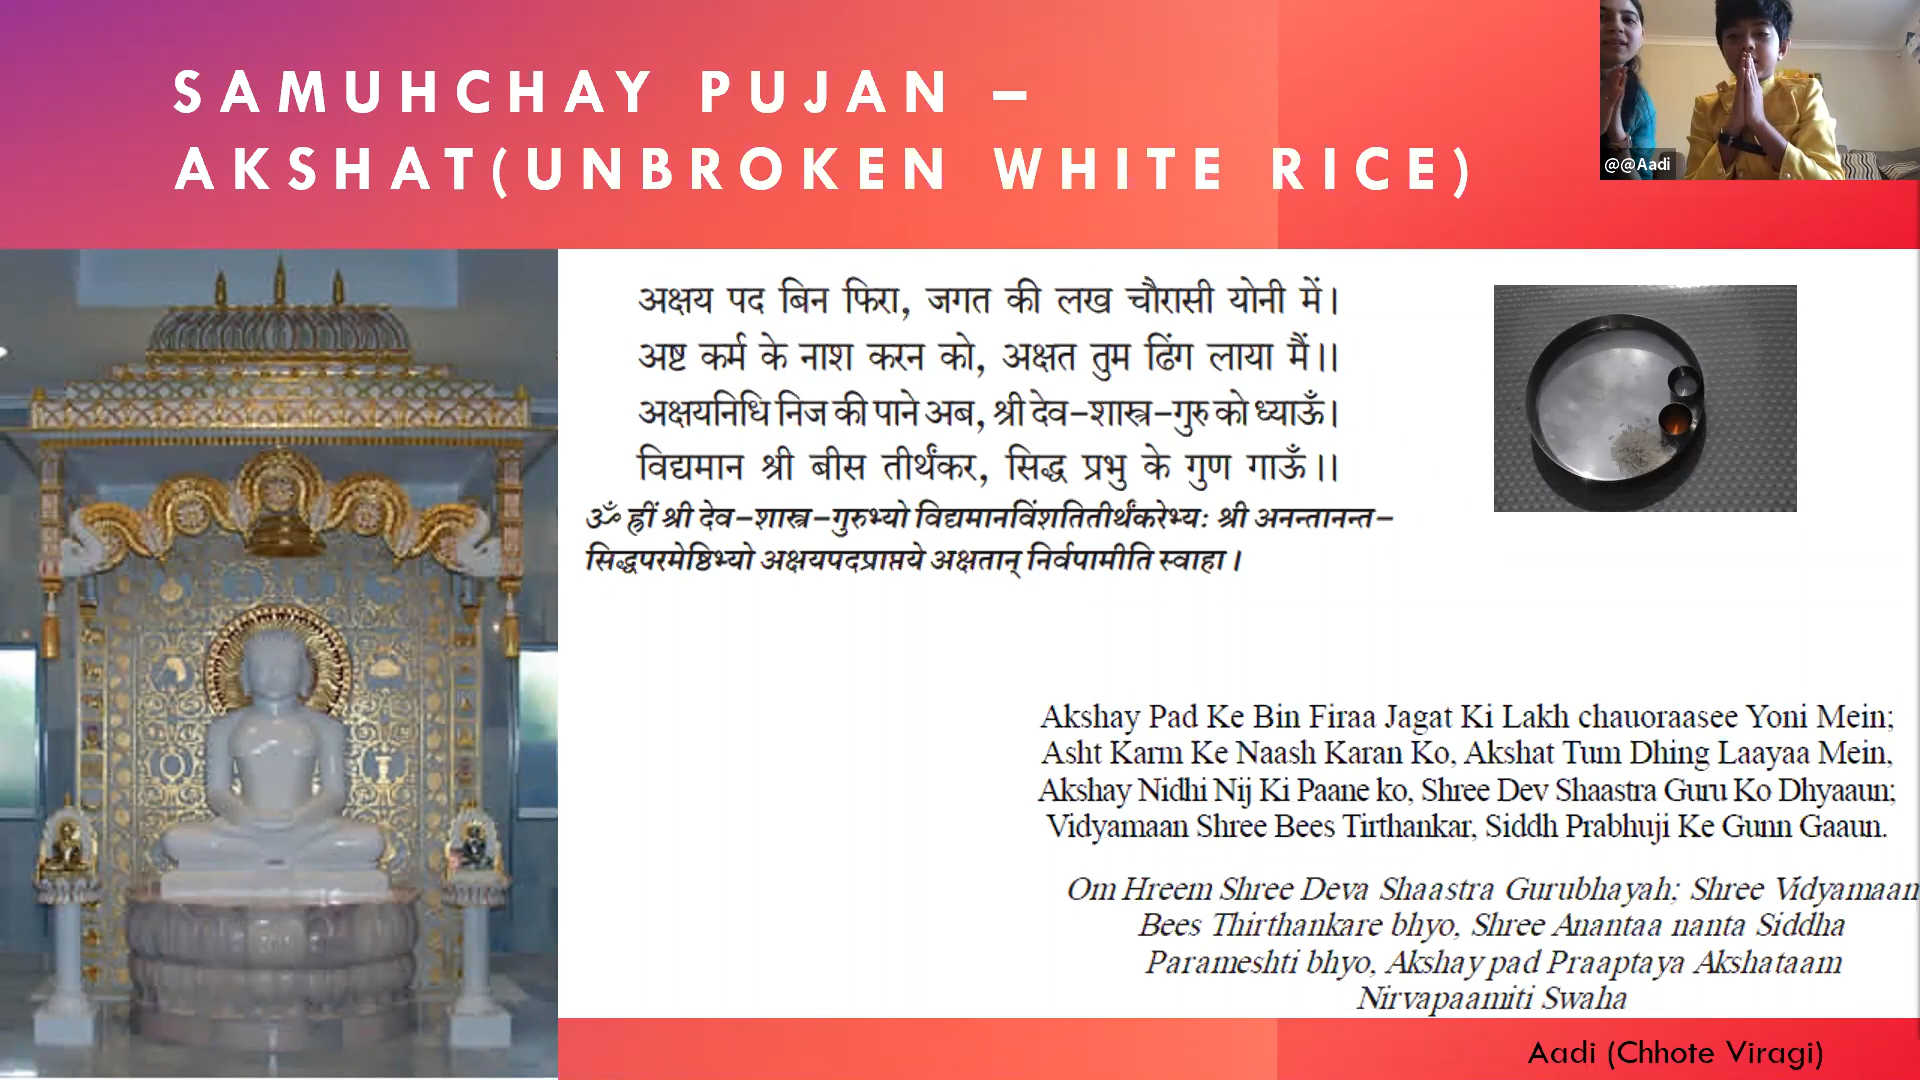 SAMUHCHAY PUJAN –
AKSHAT(UNBROKEN WHITE RICE)
@@Aadi
अक्षय पद बिन फिरा, जगत की लख चौरासी योनी में।
अष्ट कर्म के नाश करन को, अक्षत तुम ढिंग लाया मैं।।
अक्षयनिधि निज की पाने अब, श्री देव-शास्त्र-गुरु को ध्याऊँ।
विद्यमान श्री बीस तीर्थंकर, सिद्ध प्रभु के गुण गाऊँ।।
ॐ ह्रीं श्री देव-शास्त्र-गुरुभ्यो विद्यमानविंशतितीर्थंकरेभ्यः श्री अनन्तानन्त-
सिद्धपरमेष्ठिभ्यो अक्षयपदप्राप्तये अक्षतान् निर्वपामीति स्वाहा।
Akshay Pad Ke Bin Firaa Jagat Ki Lakh chauoraasee Yoni Mein;
Asht Karm Ke Naash Karan Ko, Akshat Tum Dhing Laayaa Mein,
Akshay Nidhi Nij Ki Paane ko, Shree Dev Shaastra Guru Ko Dhyaaun;
Vidyamaan Shree Bees Tirthankar, Siddh Prabhuji Ke Gunn Gaaun.
Om Hreem Shree Deva Shaastra Gurubhayah; Shree Vidyamaan
Bees Thirthankare bhyo, Shree Anantaa nanta Siddha
Parameshti bhyo, Akshay pad Praaptaya Akshataam
Nirvapaamiti Swaha
Aadi (Chhote Viragi)